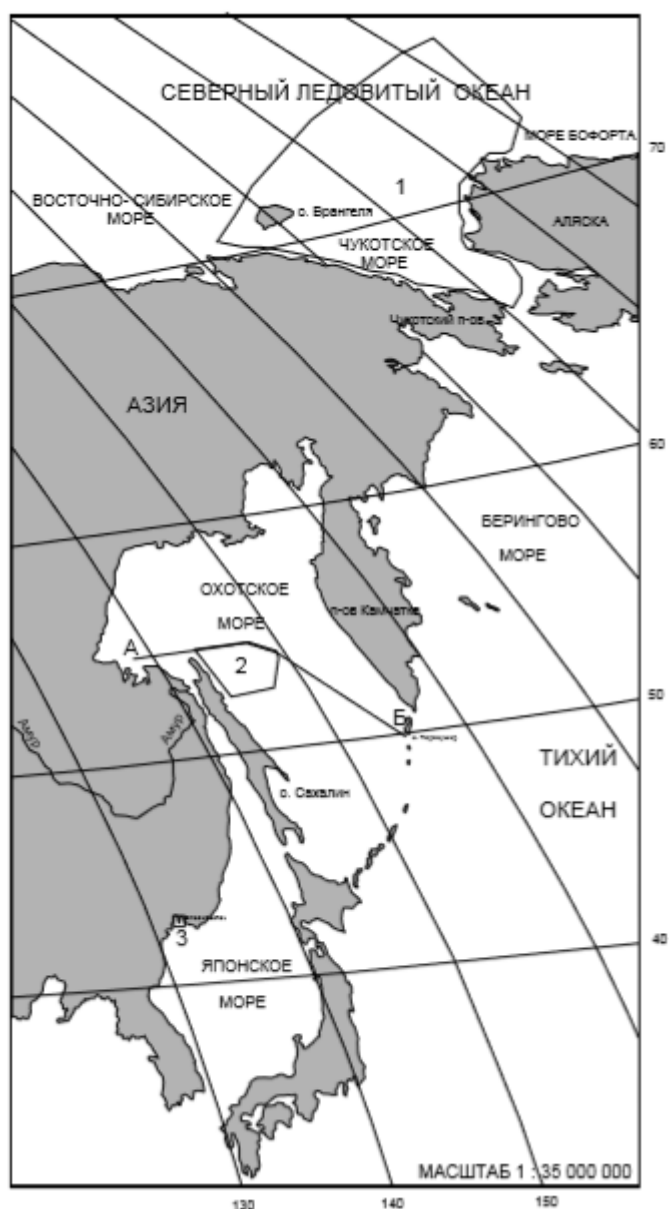 СЕВЕРНЫЙ ЛЕДОВИТЫЙ ОКЕАН
МОРЕ БОФОРТА
70
1
ВОСТОЧНО- СИБИРСКОЕ
МОРЕ
о. Врангеля
АЛЯСКА
ЧУКОТСКОЕ
МОРЕ
Чукотский п-ов
АЗИЯ
60
БЕРИНГОВО
МОРЕ
ОХОТСКОЕ
МОРЕ
п-ов Камчатка
А
2
50
Б
Амур
Амур
ТИХИЙ
ОКЕАН
о. Сахалин
3
40
ЯПОНСКОЕ
МОРЕ
МАСШТАБ 1 : 35 000 000
130
140
150